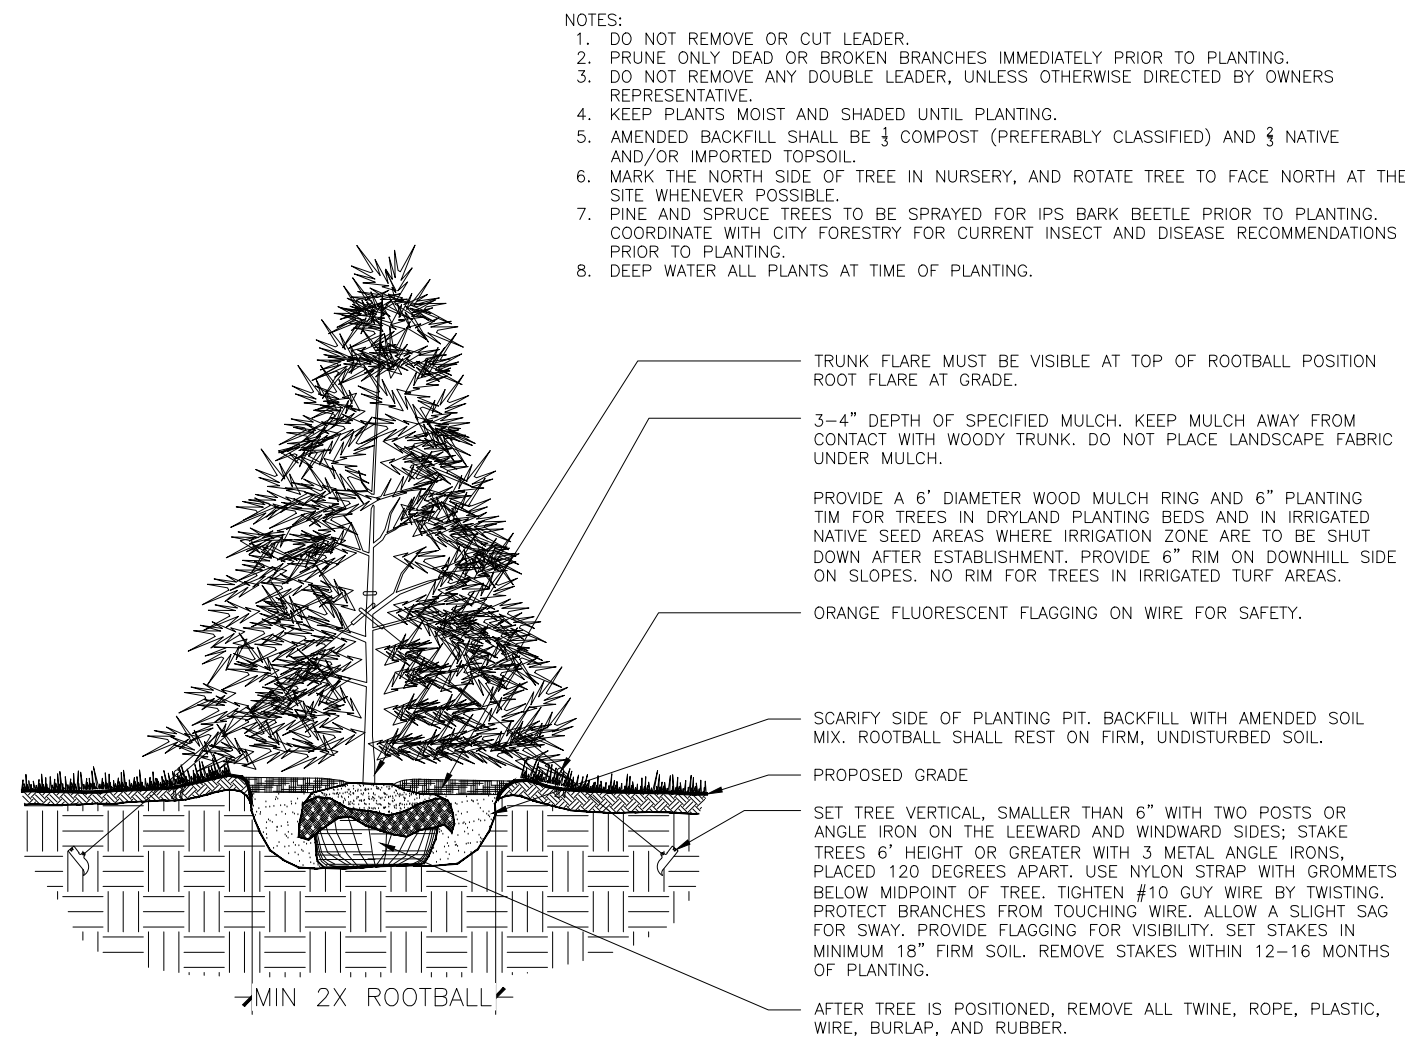 NOTES:
1. DO NOT REMOVE OR CUT LEADER.
2. PRUNE ONLY DEAD OR BROKEN BRANCHES IMMEDIATELY PRIOR TO PLANTING.
3. DO NOT REMOVE ANY DOUBLE LEADER, UNLESS OTHERWISE DIRECTED BY OWNERS
REPRESENTATIVE.
4. KEEP PLANTS MOIST AND SHADED UNTIL PLANTING.
5. AMENDED BACKFILL SHALL BE 1/3 COMPOST (PREFERABLY CLASSIFIED) AND 2/3 NATIVE
AND/OR IMPORTED TOPSOIL.
6. MARK THE NORTH SIDE OF TREE IN NURSERY, AND ROTATE TREE TO FACE NORTH AT THE
SITE WHENEVER POSSIBLE.
7. PINE AND SPRUCE TREES TO BE SPRAYED FOR IPS BARK BEETLE PRIOR TO PLANTING.
COORDINATE WITH CITY FORESTRY FOR CURRENT INSECT AND DISEASE RECOMMENDATIONS
PRIOR TO PLANTING.
8. DEEP WATER ALL PLANTS AT TIME OF PLANTING.
TRUNK FLARE MUST BE VISIBLE AT TOP OF ROOTBALL POSITION
ROOT FLARE AT GRADE.
3-4" DEPTH OF SPECIFIED MULCH. KEEP MULCH AWAY FROM
CONTACT WITH WOODY TRUNK. DO NOT PLACE LANDSCAPE FABRIC
UNDER MULCH.
PROVIDE A 6' DIAMETER WOOD MULCH RING AND 6" PLANTING
TIM FOR TREES IN DRYLAND PLANTING BEDS AND IN IRRIGATED
NATIVE SEED AREAS WHERE IRRIGATION ZONE ARE TO BE SHUT
DOWN AFTER ESTABLISHMENT. PROVIDE 6" RIM ON DOWNHILL SIDE
ON SLOPES. NO RIM FOR TREES IN IRRIGATED TURF AREAS.
ORANGE FLUORESCENT FLAGGING ON WIRE FOR SAFETY.
SCARIFY SIDE OF PLANTING PIT. BACKFILL WITH AMENDED SOIL
MIX. ROOTBALL SHALL REST ON FIRM, UNDISTURBED SOIL.
PROPOSED GRADE
SET TREE VERTICAL, SMALLER THAN 6" WITH TWO POSTS OR
ANGLE IRON ON THE LEEWARD AND WINDWARD SIDES; STAKE
TREES 6' HEIGHT OR GREATER WITH 3 METAL ANGLE IRONS,
PLACED 120 DEGREES APART. USE NYLON STRAP WITH GROMMETS
BELOW MIDPOINT OF TREE. TIGHTEN #10 GUY WIRE BY TWISTING.
PROTECT BRANCHES FROM TOUCHING WIRE. ALLOW A SLIGHT SAG
FOR SWAY. PROVIDE FLAGGING FOR VISIBILITY. SET STAKES IN
MINIMUM 18" FIRM SOIL. REMOVE STAKES WITHIN 12-16 MONTHS
OF PLANTING.
MIN 2X ROOTBALL
AFTER TREE IS POSITIONED, REMOVE ALL TWINE, ROPE, PLASTIC,
WIRE, BURLAP, AND RUBBER.